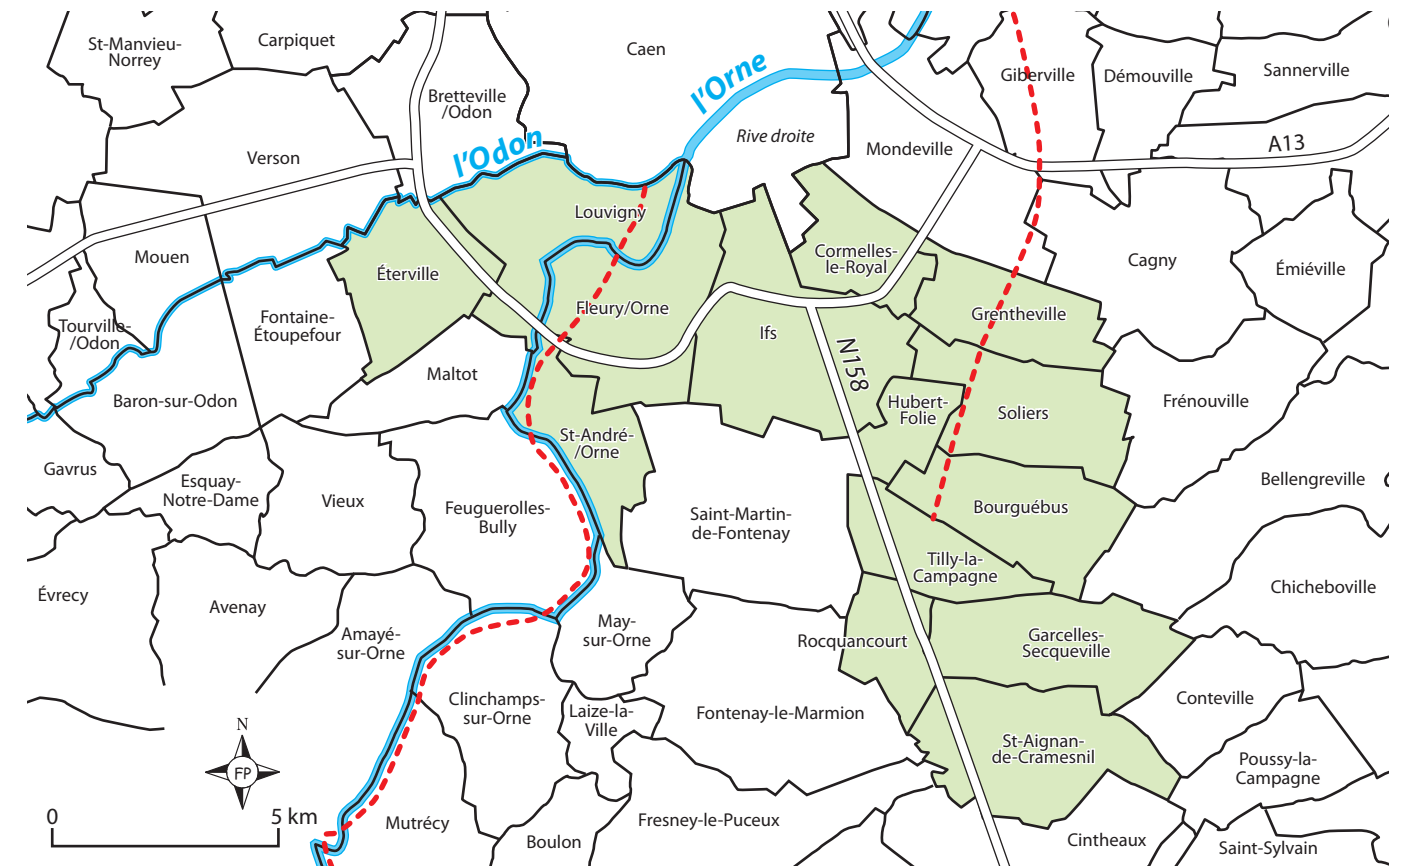 St-Manvieu-
Norrey
Carpiquet
Caen
Bretteville
/Odon
l'Orne
Giberville
Démouville
Sannerville
Rive droite
Mondeville
A13
l'Odon
Verson
Louvigny
Mouen
Éterville
Cormelles-
le-Royal
Cagny
Émiéville
Tourville-
/Odon
Fontaine-
Étoupefour
Fleury/Orne
Ifs
Grentheville
N158
Maltot
Baron-sur-Odon
Hubert-
Folie
Soliers
Frénouville
St-André-
/Orne
Gavrus
Esquay-
Notre-Dame
Vieux
Feuguerolles-
Bully
Saint-Martin-
de-Fontenay
Bourguébus
Bellengreville
Tilly-la-
Campagne
Évrecy
Avenay
Chicheboville
Amayé-
sur-Orne
May-
sur-Orne
Rocquancourt
Garcelles-
Secqueville
Clinchamps-
sur-Orne
Laize-la-
Ville
Fontenay-le-Marmion
Conteville
St-Aignan-
de-Cramesnil
Poussy-la-
Campagne
N
FP
0
5 km
Mutrécy
Boulon
Fresney-le-Puceux
Cintheaux
Saint-Sylvain